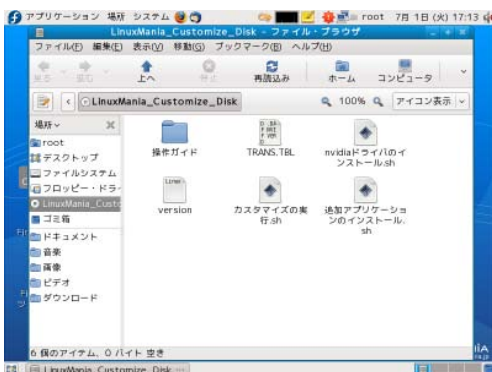 アプリケーション 場所 システム root 7月 1日 (火) 17:13
LinuxMania_Customize_Disk - ファイル・ブラウザ
ファイル(F) 編集(E) 表示(V) 移動(G) ブックマーク(B) ヘルプ(H)
戻る 進む 上へ 停止 再読込み ホーム コンピュータ
LinuxMania_Customize_Disk 100% アイコン表示
場所
root
デスクトップ
ファイルシステム
フロッピー・ドラ
LinuxMania_Custo
ゴミ箱
ドキュメント
音楽
画像
ビデオ
ダウンロード
操作ガイド
TRANS.TBL
nvidiaドライバのインストール.sh
version
カスタマイズの実行.sh
追加アプリケーションのインストール.sh
6 個のアイテム、0 バイト 空き
LinuxMania_Customize_Disk